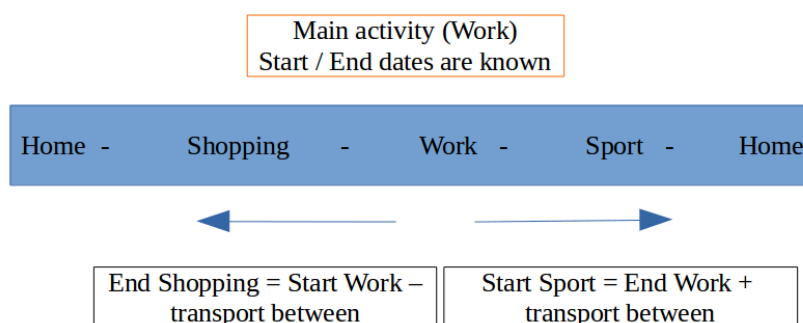 Main activity (Work)
Start / End dates are known
Home - Shopping - Work - Sport - Home
End Shopping = Start Work –
transport between
Start Sport = End Work +
transport between